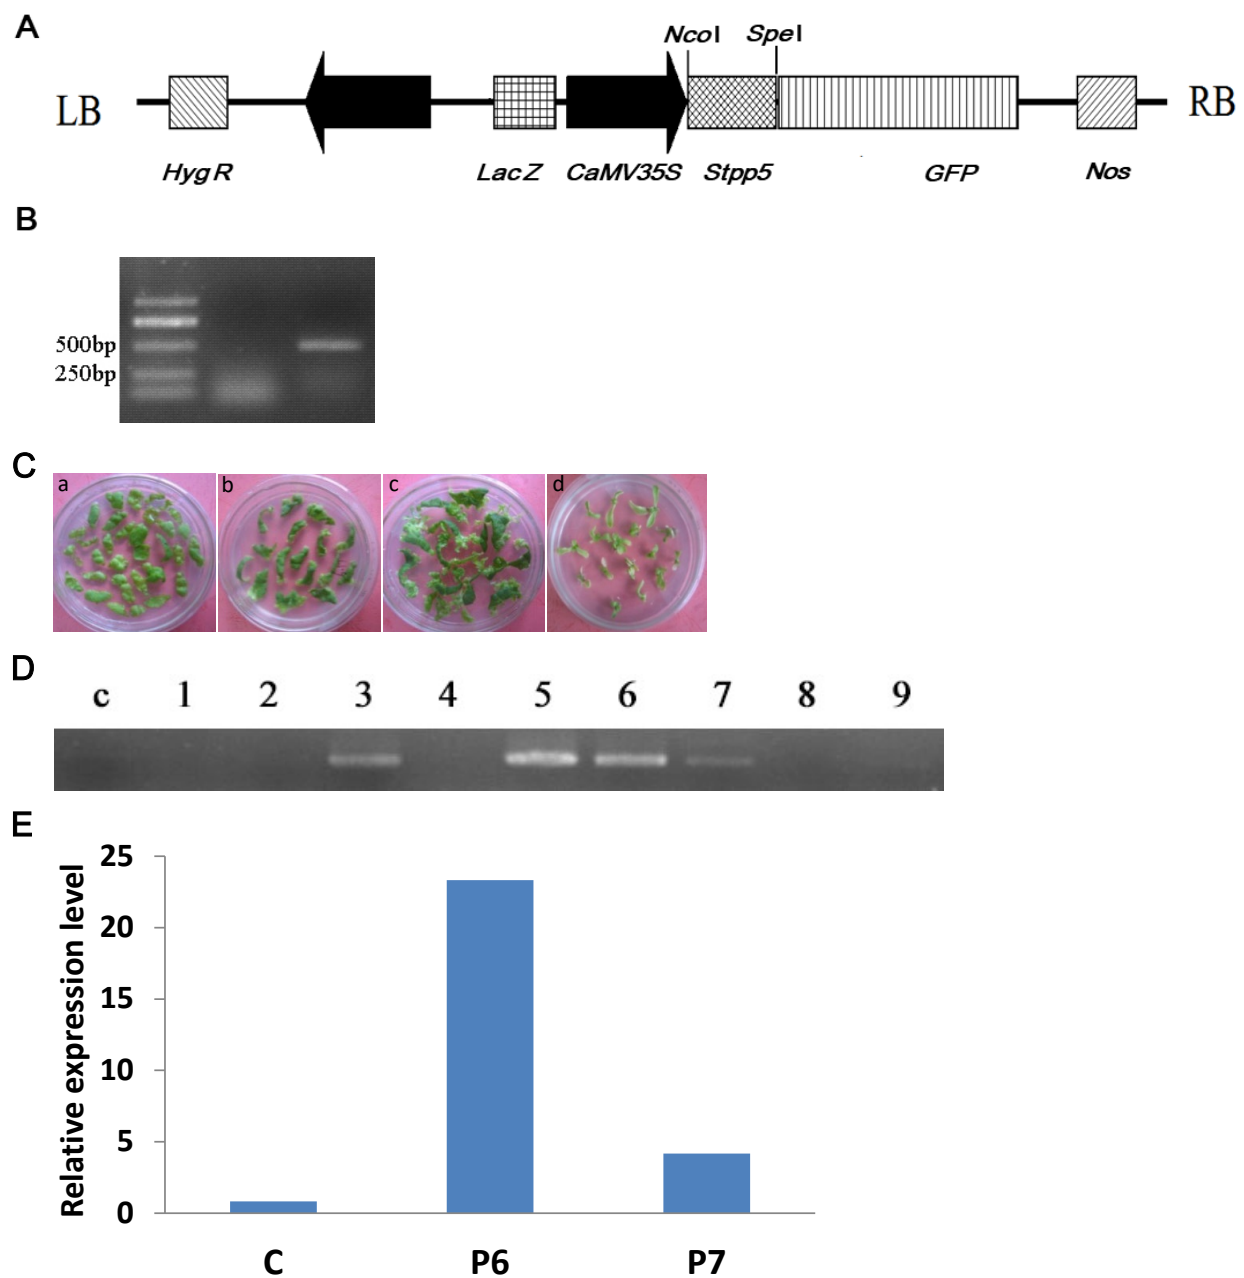 A
NcoI SpeI
LB RB
HygR LacZ CaMV35S Stpp5 GFP Nos
B
500bp
250bp
C
a b c d
D
c 1 2 3 4 5 6 7 8 9
E
Relative expression level
25
20
15
10
5
0
C P6 P7